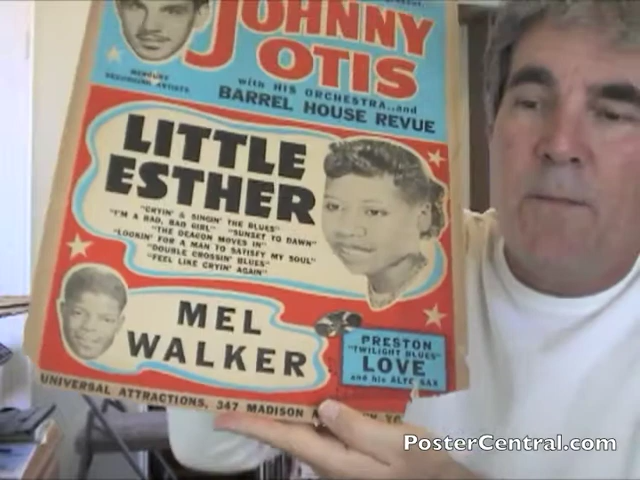 JOHNNY
OTIS
with HIS ORCHESTRA..and
BARREL HOUSE REVUE
MERCURY
RECORDING ARTISTS
LITTLE
ESTHER
"CRYIN' & SINGIN' THE BLUES"
"I'M A BAD, BAD GIRL" "SUNSET TO DAWN"
"THE DEACON MOVES IN"
"LOOKIN' FOR A MAN TO SATISFY MY SOUL"
"DOUBLE CROSSIN' BLUES"
"FEEL LIKE CRYIN' AGAIN"
MEL
WALKER
PRESTON
"TWILIGHT BLUES"
LOVE
and his ALTO SAX
UNIVERSAL ATTRACTIONS, 347 MADISON
PosterCentral.com